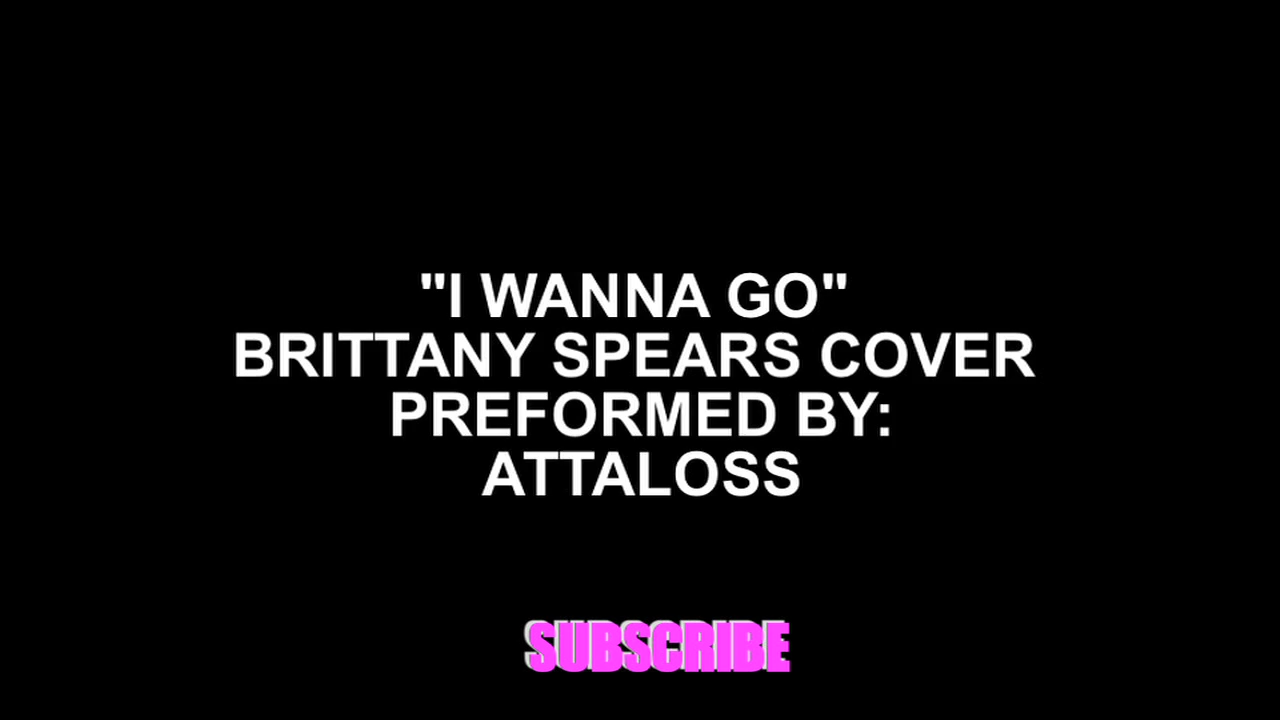 "I WANNA GO"
BRITTANY SPEARS COVER
PREFORMED BY:
ATTALOSS
SUBSCRIBE